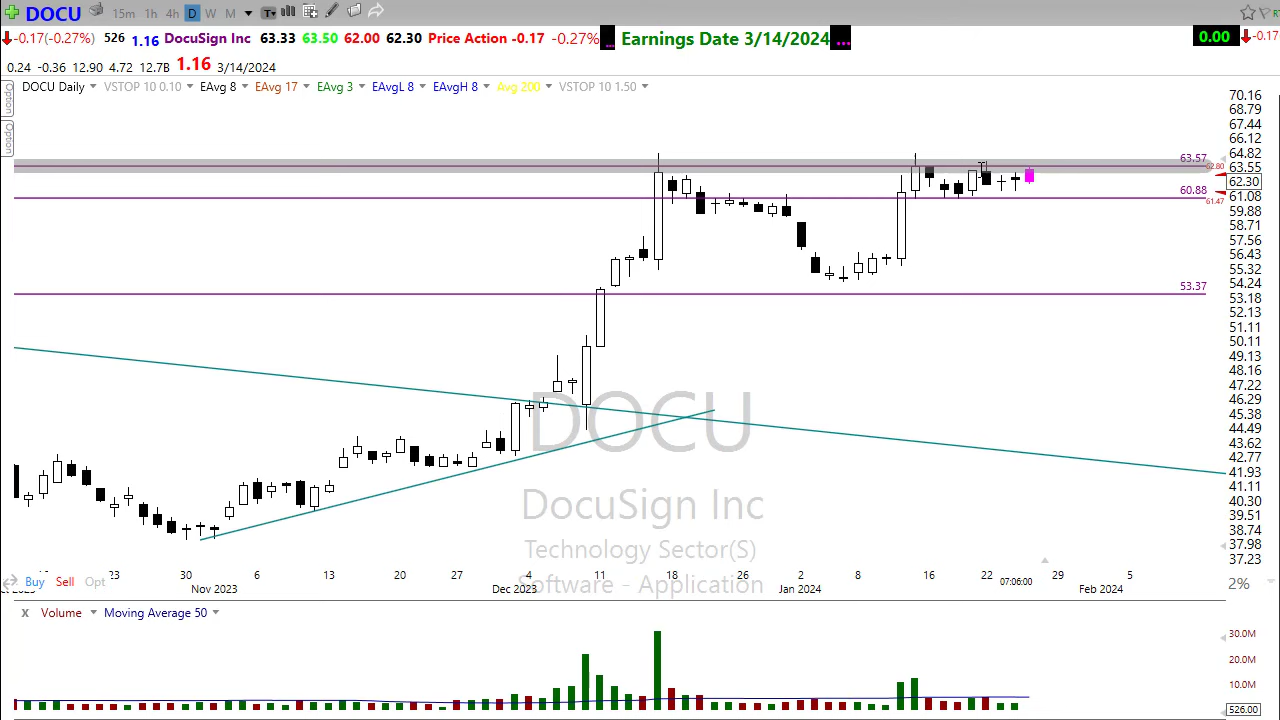 DOCU 15m 1h 4h D W M T
-0.17(-0.27%) 526 1.16 DocuSign Inc 63.33 63.50 62.00 62.30 Price Action -0.17 -0.27% ... Earnings Date 3/14/2024 ... 0.00 -0.17
0.24 -0.36 12.90 4.72 12.7B 1.16 3/14/2024
DOCU Daily VSTOP 10 0.10 EAvg 8 EAvg 17 EAvg 3 EAvgL 8 EAvgH 8 Avg 200 VSTOP 10 1.50
Option
Option
70.16
68.79
67.44
66.12
64.82
63.57
63.55
62.80
62.30
60.88
61.08
61.47
59.88
58.71
57.56
56.43
55.32
53.37
54.24
53.18
52.13
51.11
50.11
49.13
48.16
47.22
46.29
45.38
44.49
43.62
42.77
41.93
41.11
40.30
39.51
38.74
37.98
37.23
DOCU
DocuSign Inc
Technology Sector(S)
Software - Application
23 30 6 13 20 27 4 11 18 26 2 8 16 22 07:06:00 29 5
Buy Sell Opt 2%
Nov 2023 Dec 2023 Jan 2024 Feb 2024
X Volume Moving Average 50
30.0M
20.0M
10.0M
526.00